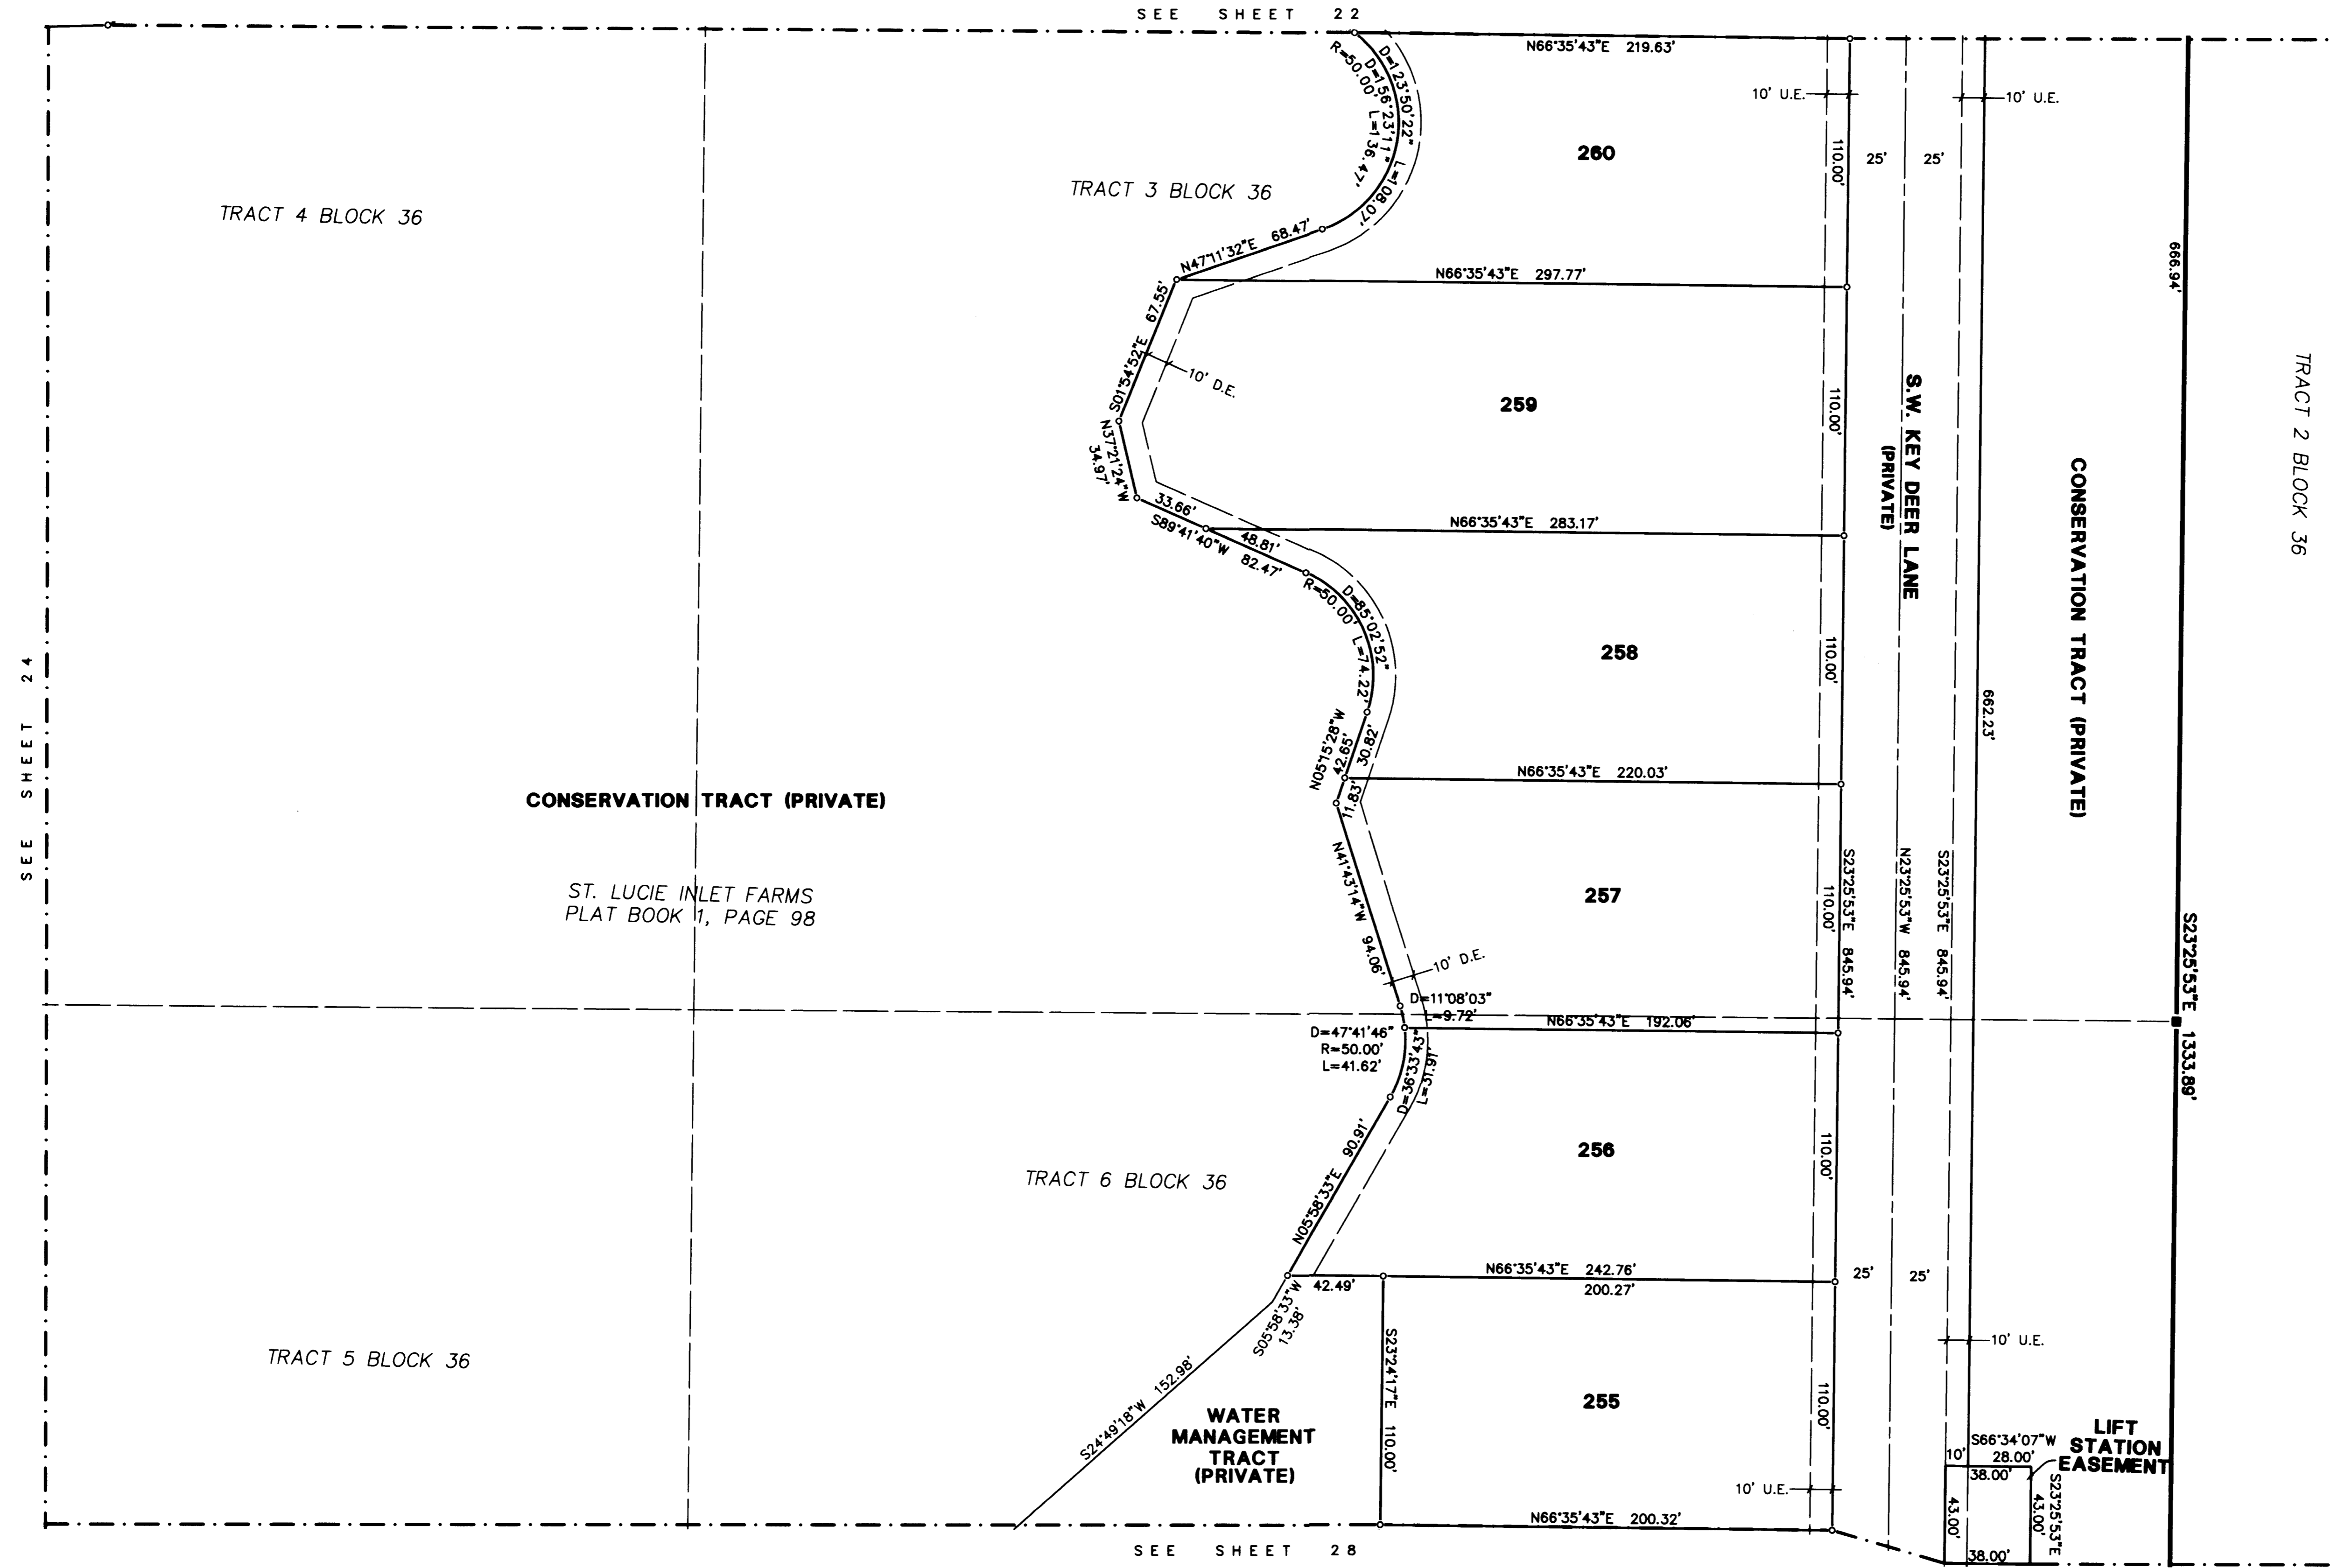 SEE SHEET 22
N66°35'43"E 219.63'
D=123°50'22" L=108.07'
D=156°23'11" L=136.47'
R=50.00'
10' U.E.
10' U.E.
260
110.00'
25'
25'
TRACT 3 BLOCK 36
TRACT 4 BLOCK 36
N47°11'32"E 68.47'
N66°35'43"E 297.77'
666.94'
S01°54'52"E 67.55'
10' D.E.
TRACT 2 BLOCK 36
259
110.00'
S.W. KEY DEER LANE
(PRIVATE)
CONSERVATION TRACT (PRIVATE)
N37°21'24"W
34.97'
33.66'
S89°41'40"W 82.47'
48.81'
N66°35'43"E 283.17'
R=50.00'
D=85°02'52"
L=74.22'
258
110.00'
662.23'
SEE SHEET 24
N05°15'28"W
42.65'
30.82'
N66°35'43"E 220.03'
11.83'
CONSERVATION TRACT (PRIVATE)
ST. LUCIE INLET FARMS
PLAT BOOK 1, PAGE 98
N41°43'14"W 94.06'
257
110.00'
S23°25'53"E 845.94'
N23°25'53"W 845.94'
S23°25'53"E 845.94'
S23°25'53"E 1333.89'
10' D.E.
D=11°08'03"
L=9.72'
N66°35'43"E 192.06'
D=47°41'46"
R=50.00'
L=41.62'
D=36°33'43"
L=31.91'
N05°58'33"E 90.91'
256
110.00'
TRACT 6 BLOCK 36
N66°35'43"E 242.76'
42.49'
200.27'
25'
25'
S05°58'33"W
13.38'
10' U.E.
TRACT 5 BLOCK 36
S24°49'18"W 152.98'
S23°24'17"E 110.00'
255
110.00'
WATER
MANAGEMENT
TRACT
(PRIVATE)
LIFT
STATION
EASEMENT
S66°34'07"W
10'
28.00'
38.00'
10' U.E.
43.00'
43.00'
S23°25'53"E
N66°35'43"E 200.32'
38.00'
SEE SHEET 28